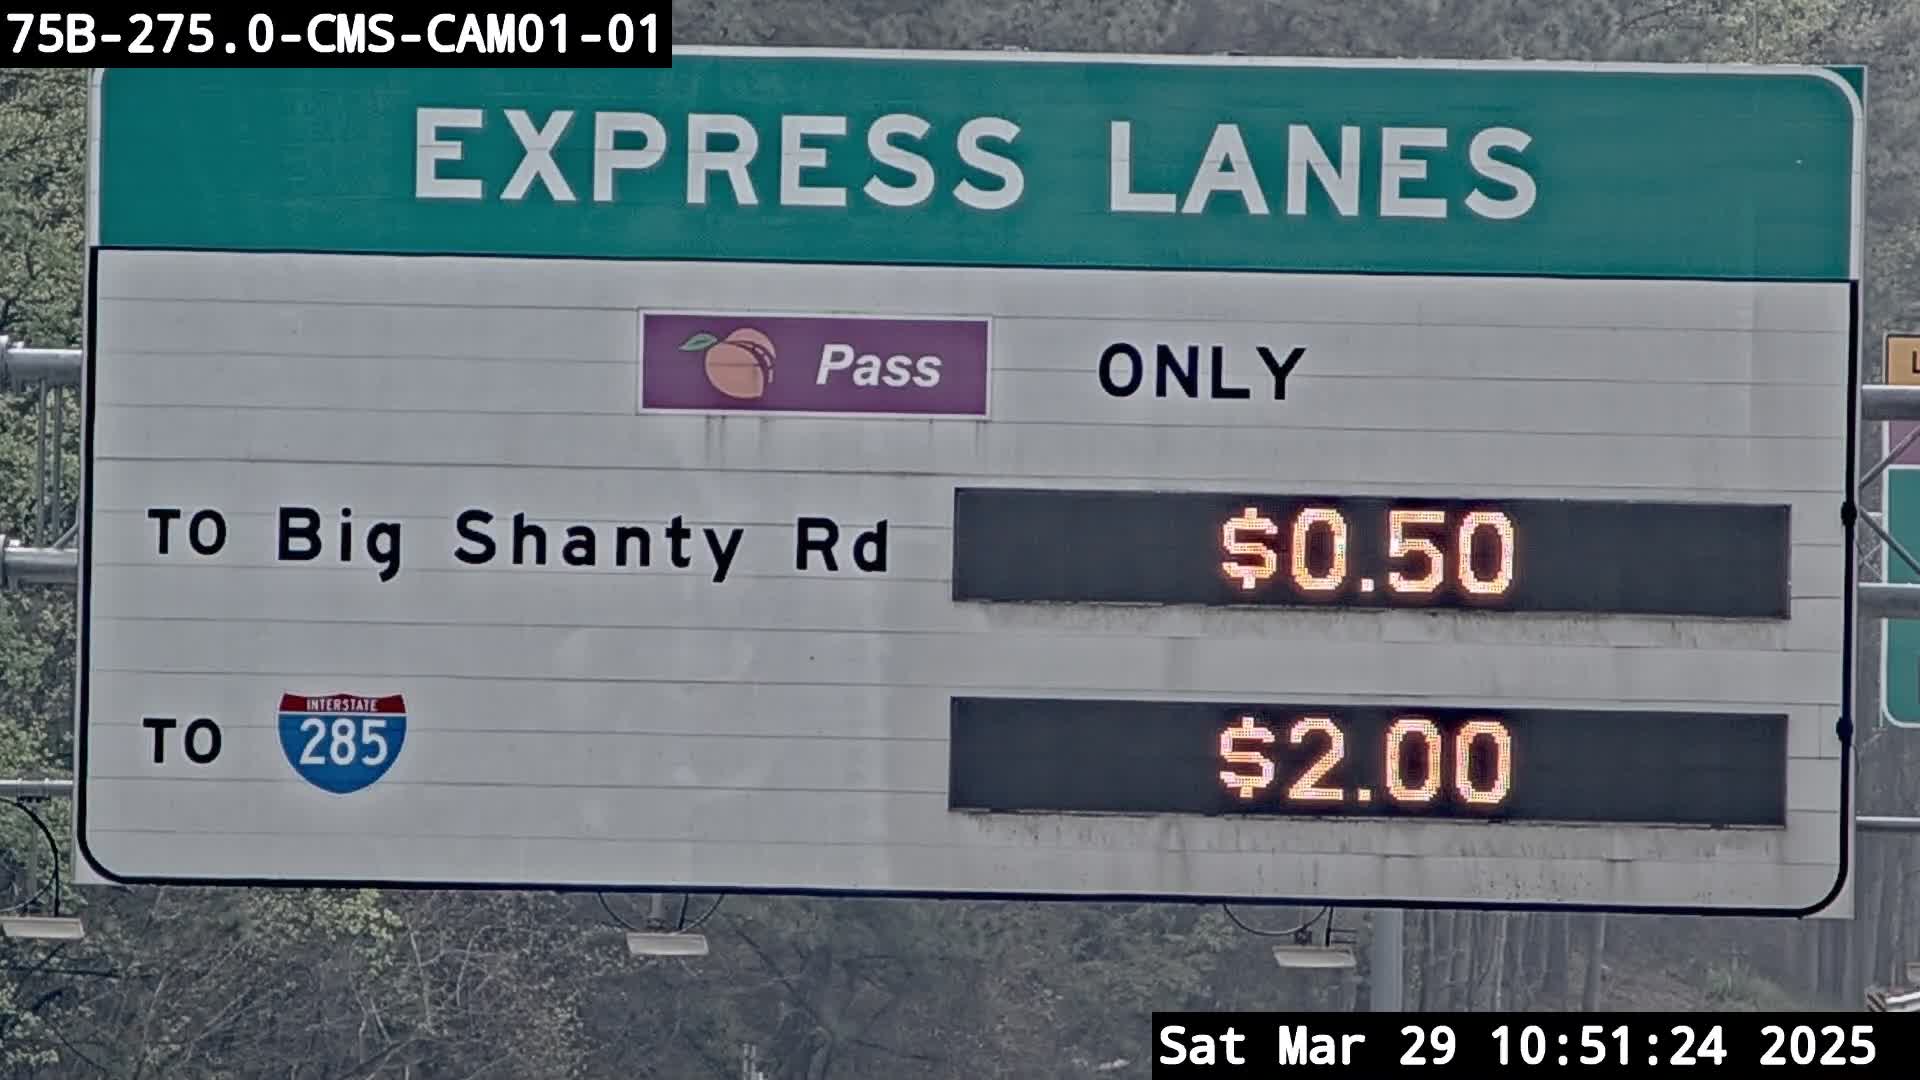 75B-275.0-CMS-CAM01-01
EXPRESS LANES
Pass ONLY
TO Big Shanty Rd $0.50
INTERSTATE
TO 285 $2.00
Sat Mar 29 10:51:24 2025